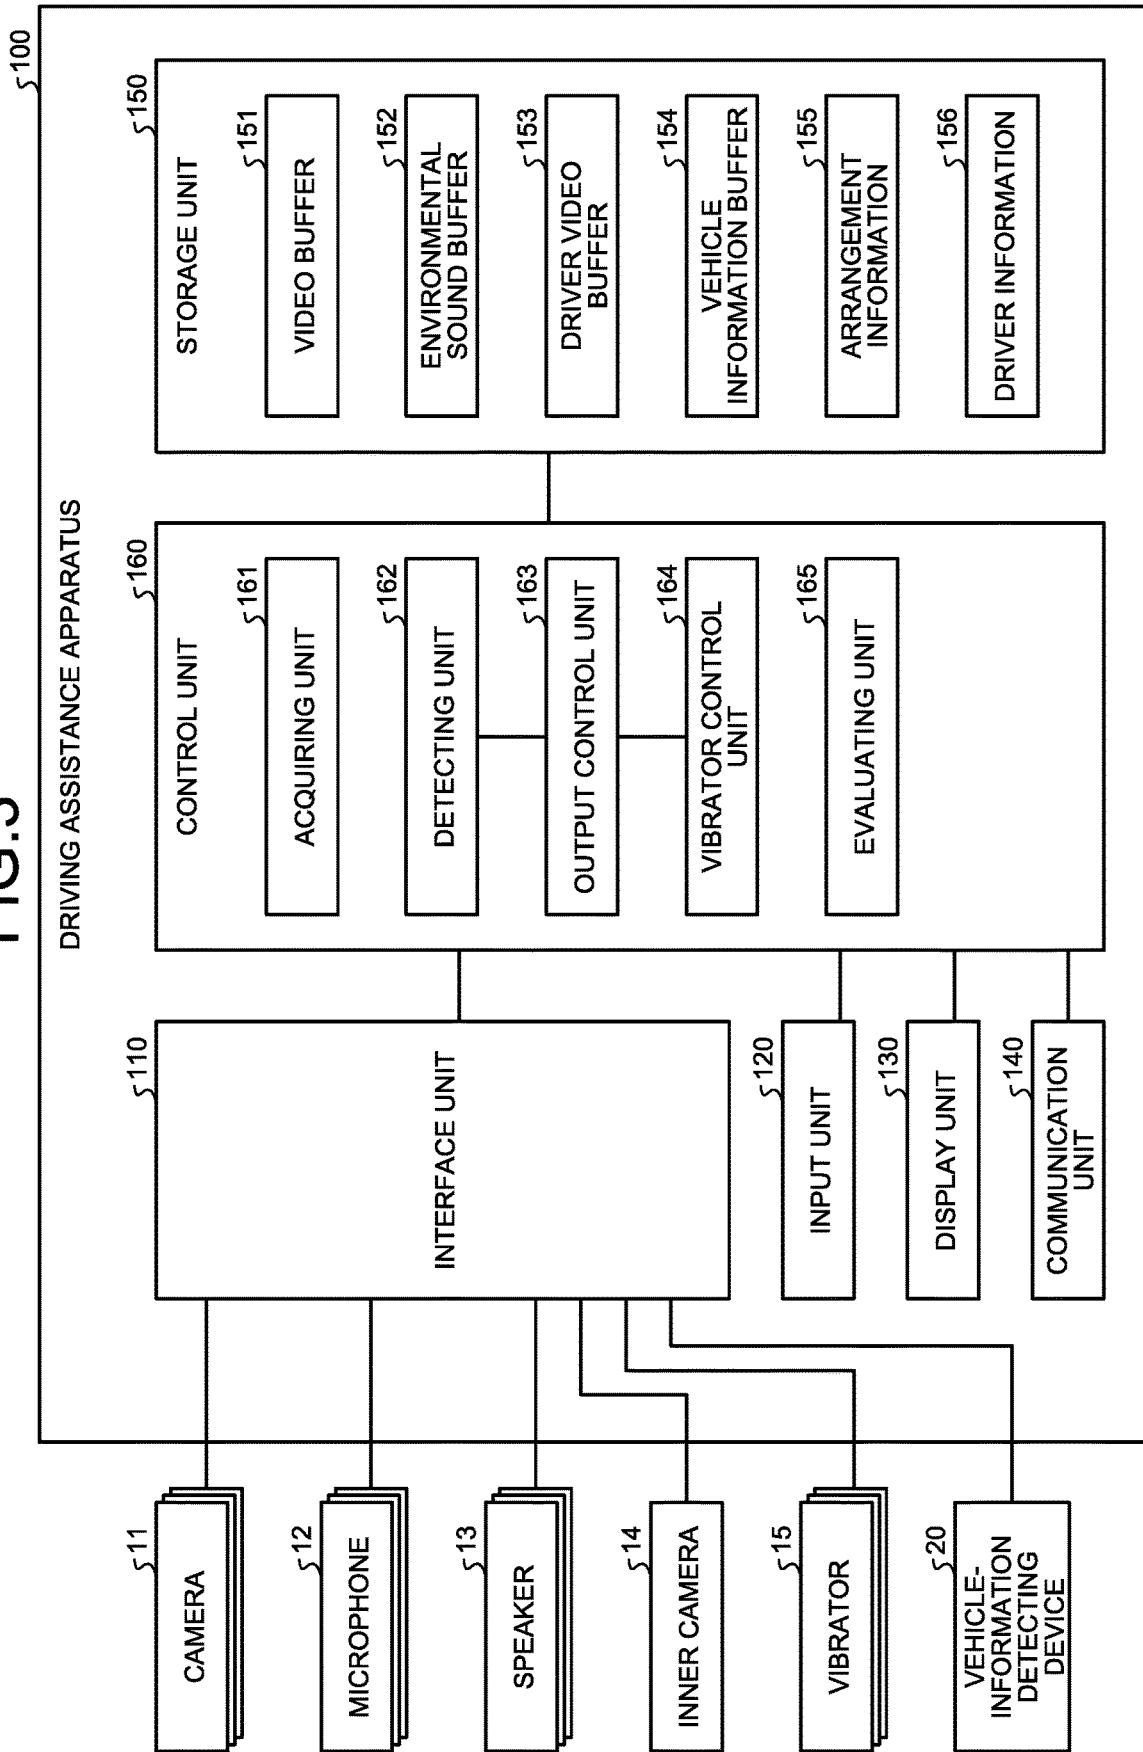 FIG.
100
DRIVING ASSISTANCE APPARATUS
11
CAMERA
12
MICROPHONE
13
SPEAKER
14
INNER CAMERA
15
VIBRATOR
20
VEHICLE-
INFORMATION
DETECTING
DEVICE
110
INTERFACE UNIT
120
INPUT UNIT
130
DISPLAY UNIT
140
COMMUNICATION
UNIT
160
CONTROL UNIT
161
ACQUIRING UNIT
162
DETECTING UNIT
163
OUTPUT CONTROL UNIT
164
VIBRATOR CONTROL
UNIT
165
EVALUATING UNIT
150
STORAGE UNIT
151
VIDEO BUFFER
152
ENVIRONMENTAL
SOUND BUFFER
153
DRIVER VIDEO
BUFFER
154
VEHICLE
INFORMATION BUFFER
155
ARRANGEMENT
INFORMATION
156
DRIVER INFORMATION